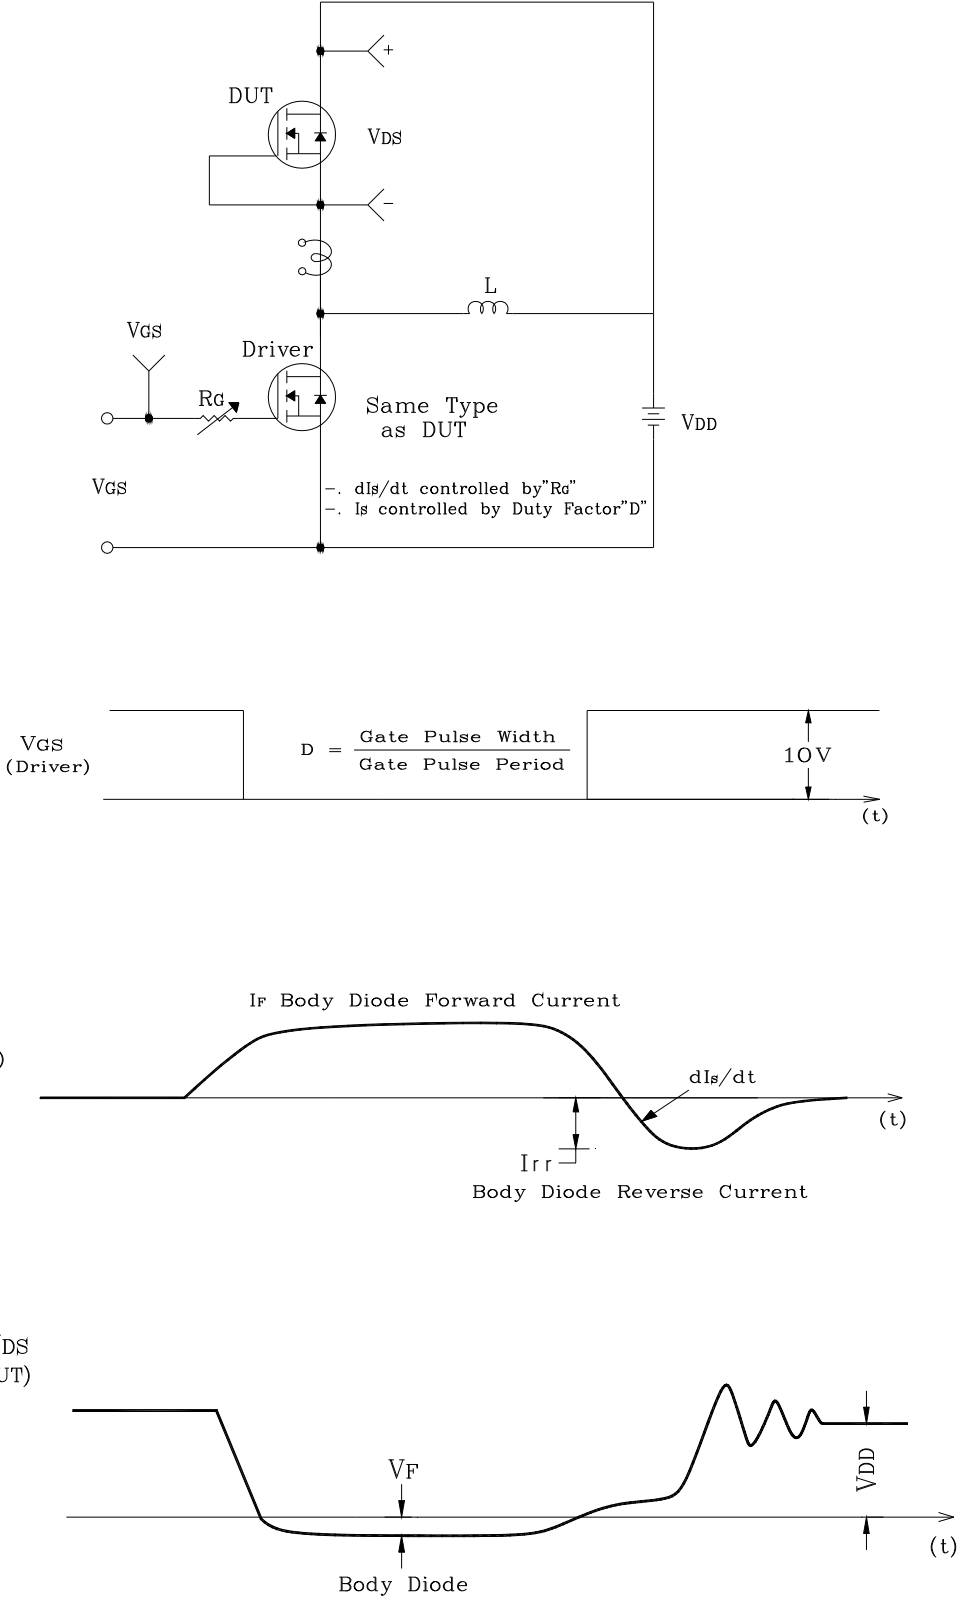 +
DUT
VDS
−
L
VGS
Driver
RG
Same Type
as DUT
VDD
VGS
−. dIs/dt controlled by"RG"
−. Is controlled by Duty Factor"D"
VGS
(Driver)
D = Gate Pulse Width
Gate Pulse Period
10V
(t)
IF Body Diode Forward Current
)
dIs/dt
(t)
Irr
Body Diode Reverse Current
DS
UT)
VF
VDD
(t)
Body Diode